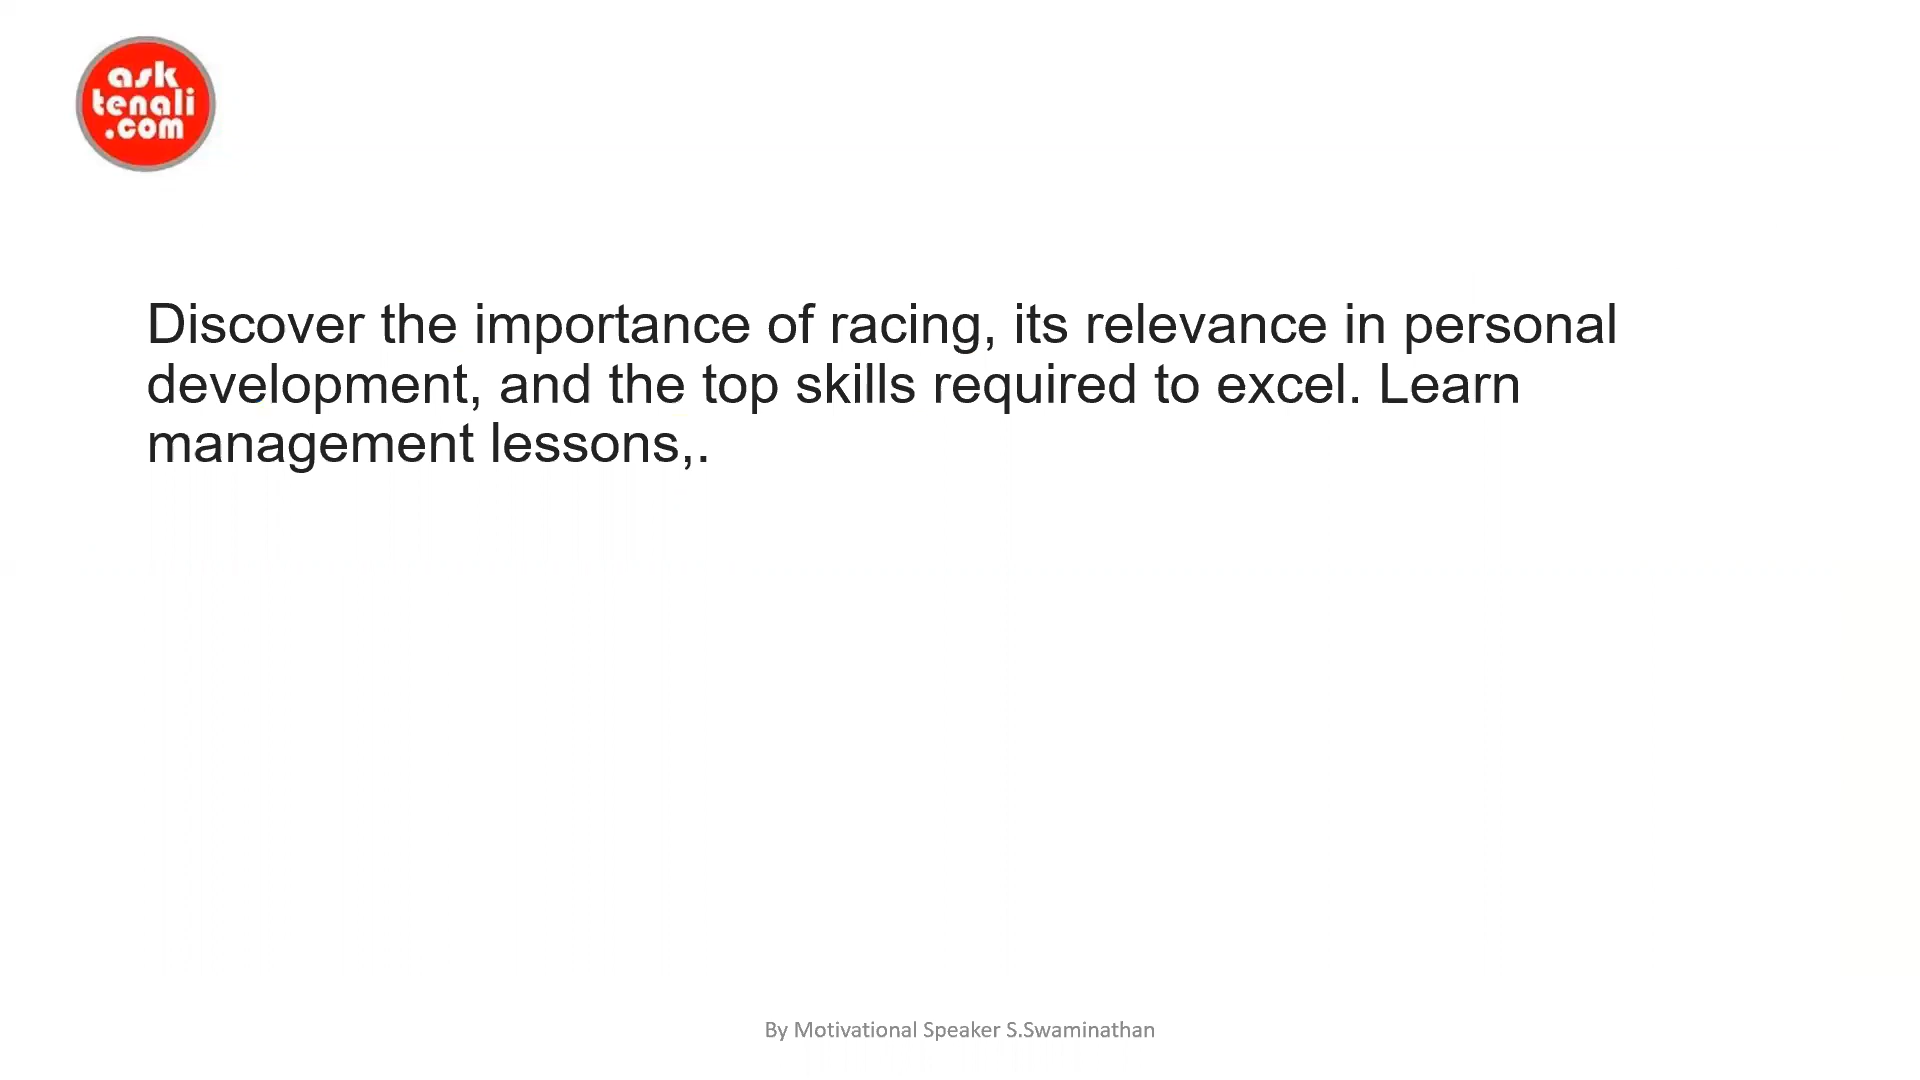 ask
tenali
.com
Discover the importance of racing, its relevance in personal
development, and the top skills required to excel. Learn
management lessons,.
By Motivational Speaker S.Swaminathan